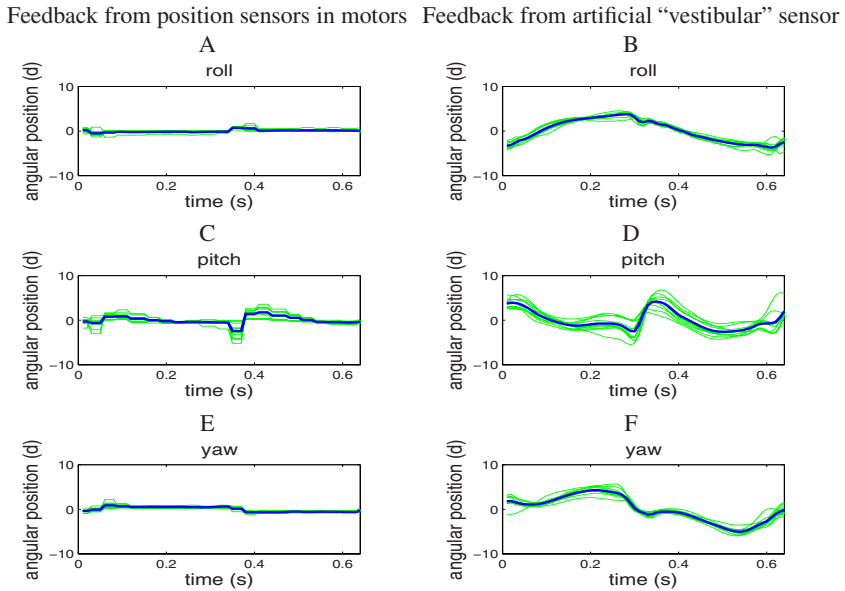 Feedback from position sensors in motors Feedback from artificial “vestibular” sensor
A
roll
angular position (d)
10
0
−10
0 0.2 0.4 0.6
time (s)
B
roll
angular position (d)
10
0
−10
0 0.2 0.4 0.6
time (s)
C
pitch
angular position (d)
10
0
−10
0 0.2 0.4 0.6
time (s)
D
pitch
angular position (d)
10
0
−10
0 0.2 0.4 0.6
time (s)
E
yaw
angular position (d)
10
0
−10
0 0.2 0.4 0.6
time (s)
F
yaw
angular position (d)
10
0
−10
0 0.2 0.4 0.6
time (s)